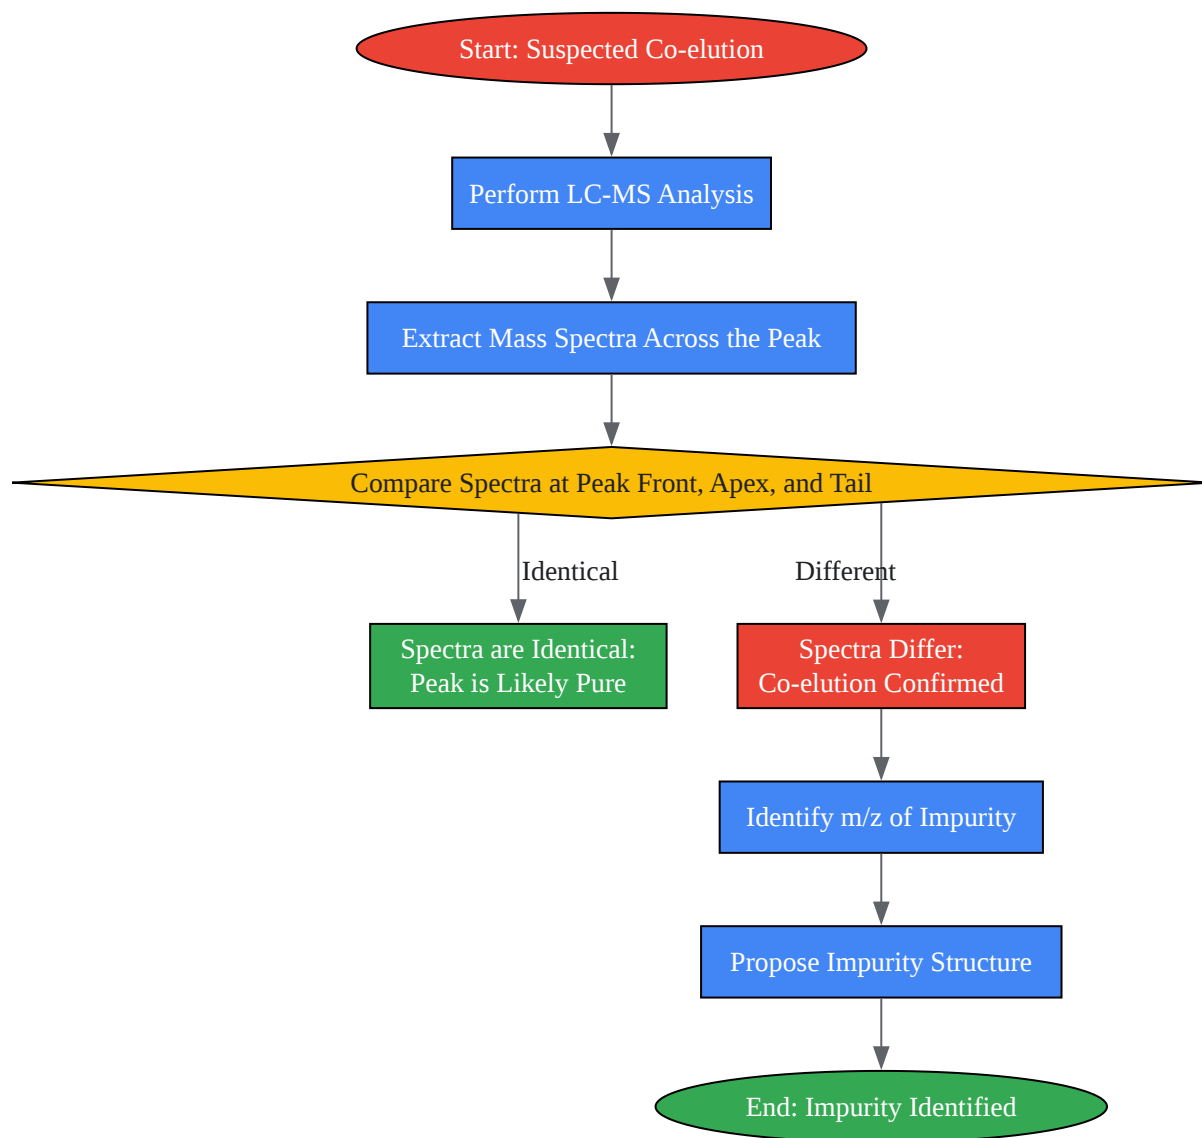 Start: Suspected Co-elution
Perform LC-MS Analysis
Extract Mass Spectra Across the Peak
Compare Spectra at Peak Front, Apex, and Tail
Identical
Different
Spectra are Identical:
Peak is Likely Pure
Spectra Differ:
Co-elution Confirmed
Identify m/z of Impurity
Propose Impurity Structure
End: Impurity Identified